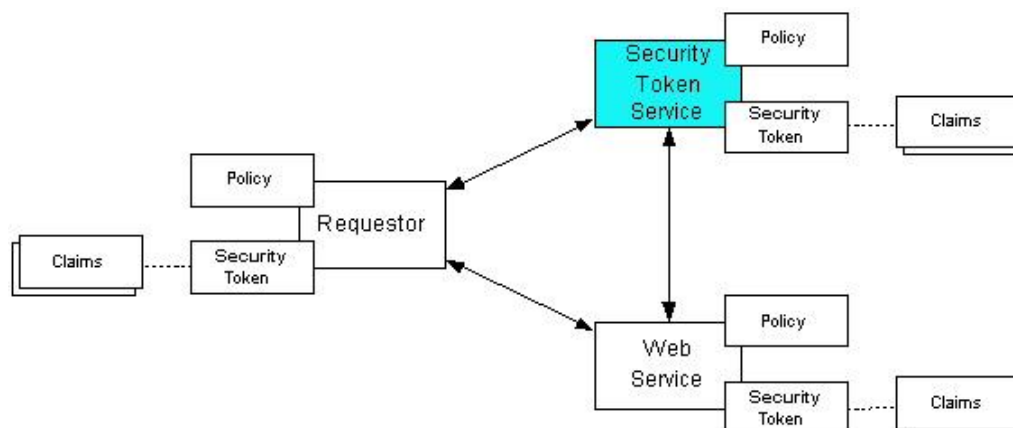 Policy
Security
Token
Service
Security
Token
Claims
Policy
Requestor
Claims
Security
Token
Policy
Web
Service
Security
Token
Claims